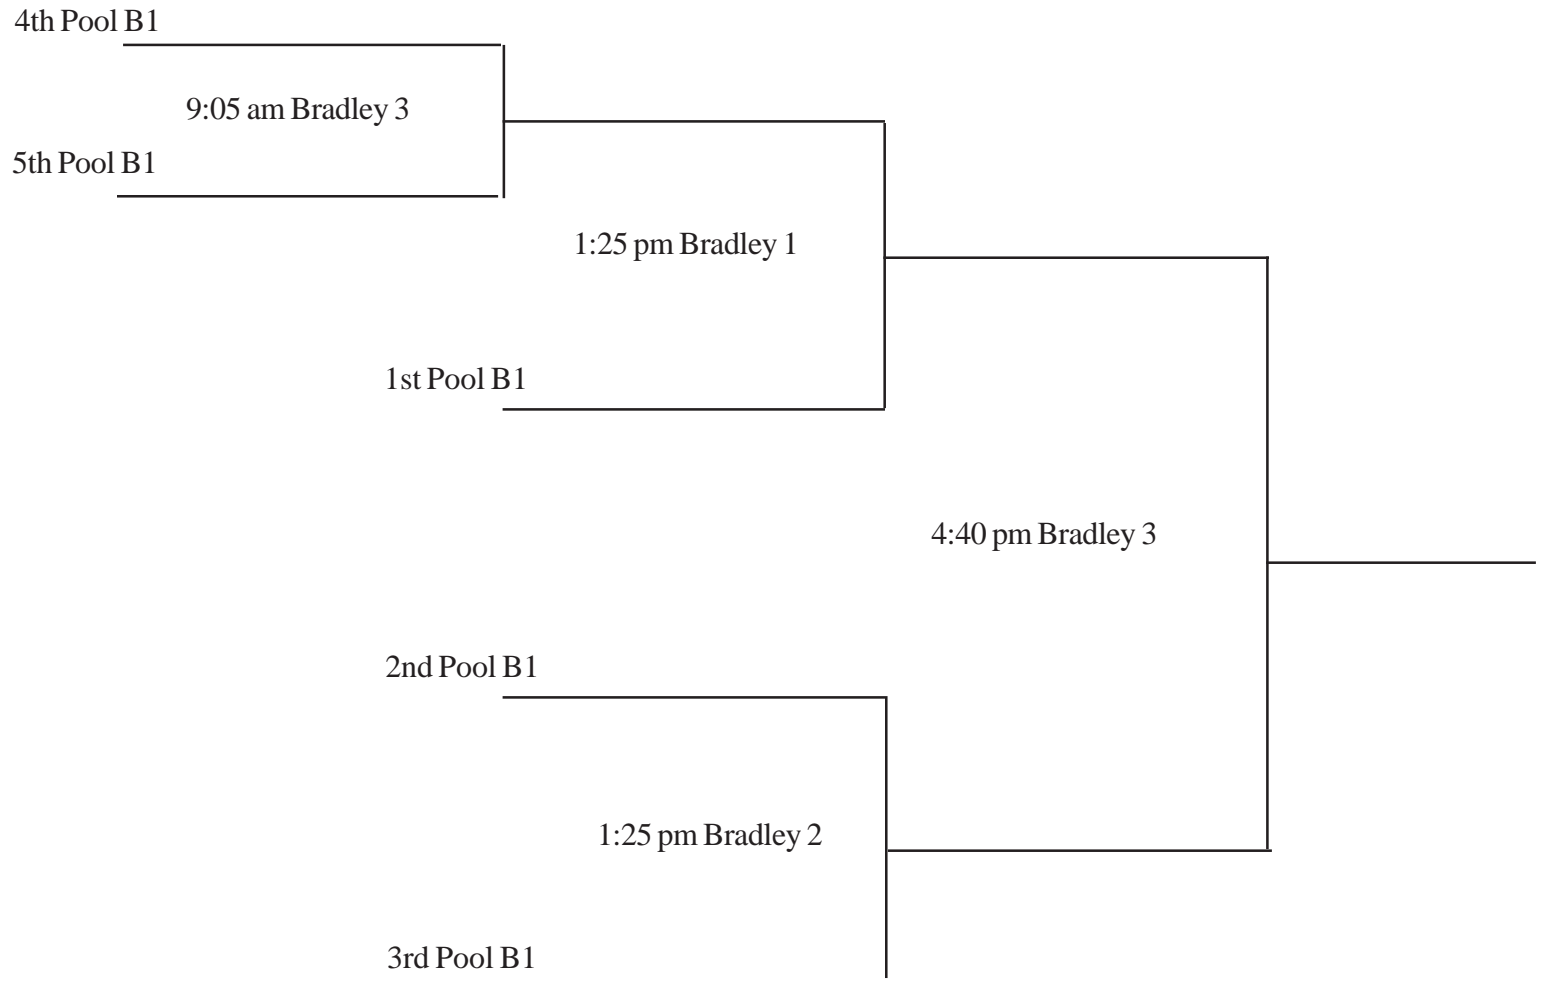 4th Pool B1
9:05 am Bradley 3
5th Pool B1
1:25 pm Bradley 1
1st Pool B1
4:40 pm Bradley 3
2nd Pool B1
1:25 pm Bradley 2
3rd Pool B1